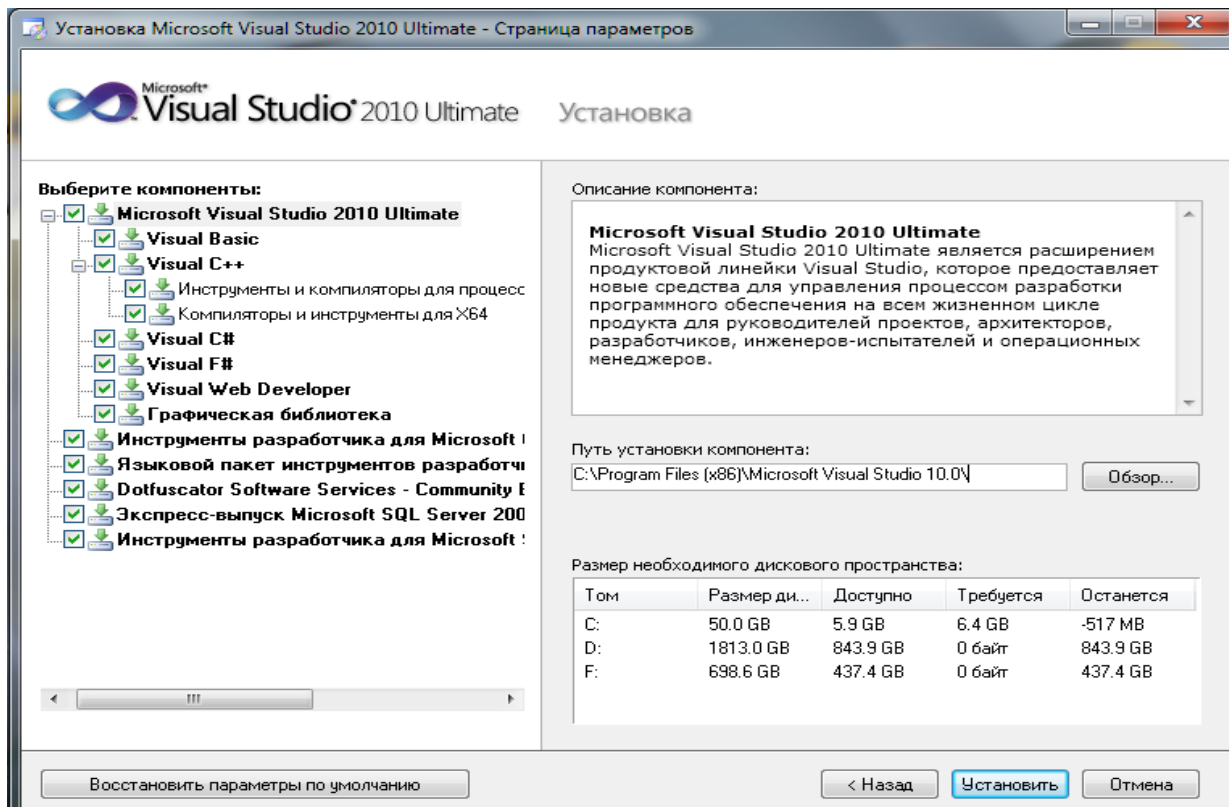 Установка Microsoft Visual Studio 2010 Ultimate - Страница параметров
Microsoft®
Visual Studio® 2010 Ultimate
Установка
Выберите компоненты:
Microsoft Visual Studio 2010 Ultimate
Visual Basic
Visual C++
Инструменты и компиляторы для процесс
Компиляторы и инструменты для X64
Visual C#
Visual F#
Visual Web Developer
Графическая библиотека
Инструменты разработчика для Microsoft
Языковой пакет инструментов разработчи
Dotfuscator Software Services - Community E
Экспресс-выпуск Microsoft SQL Server 200
Инструменты разработчика для Microsoft
Описание компонента:
Microsoft Visual Studio 2010 Ultimate
Microsoft Visual Studio 2010 Ultimate является расширением
продуктовой линейки Visual Studio, которое предоставляет
новые средства для управления процессом разработки
программного обеспечения на всем жизненном цикле
продукта для руководителей проектов, архитекторов,
разработчиков, инженеров-испытателей и операционных
менеджеров.
Путь установки компонента:
C:\Program Files (x86)\Microsoft Visual Studio 10.0\
Обзор...
Размер необходимого дискового пространства:
Том Размер ди... Доступно Требуется Останется
C: 50.0 GB 5.9 GB 6.4 GB -517 MB
D: 1813.0 GB 843.9 GB 0 байт 843.9 GB
F: 698.6 GB 437.4 GB 0 байт 437.4 GB
Восстановить параметры по умолчанию
< Назад
Установить
Отмена